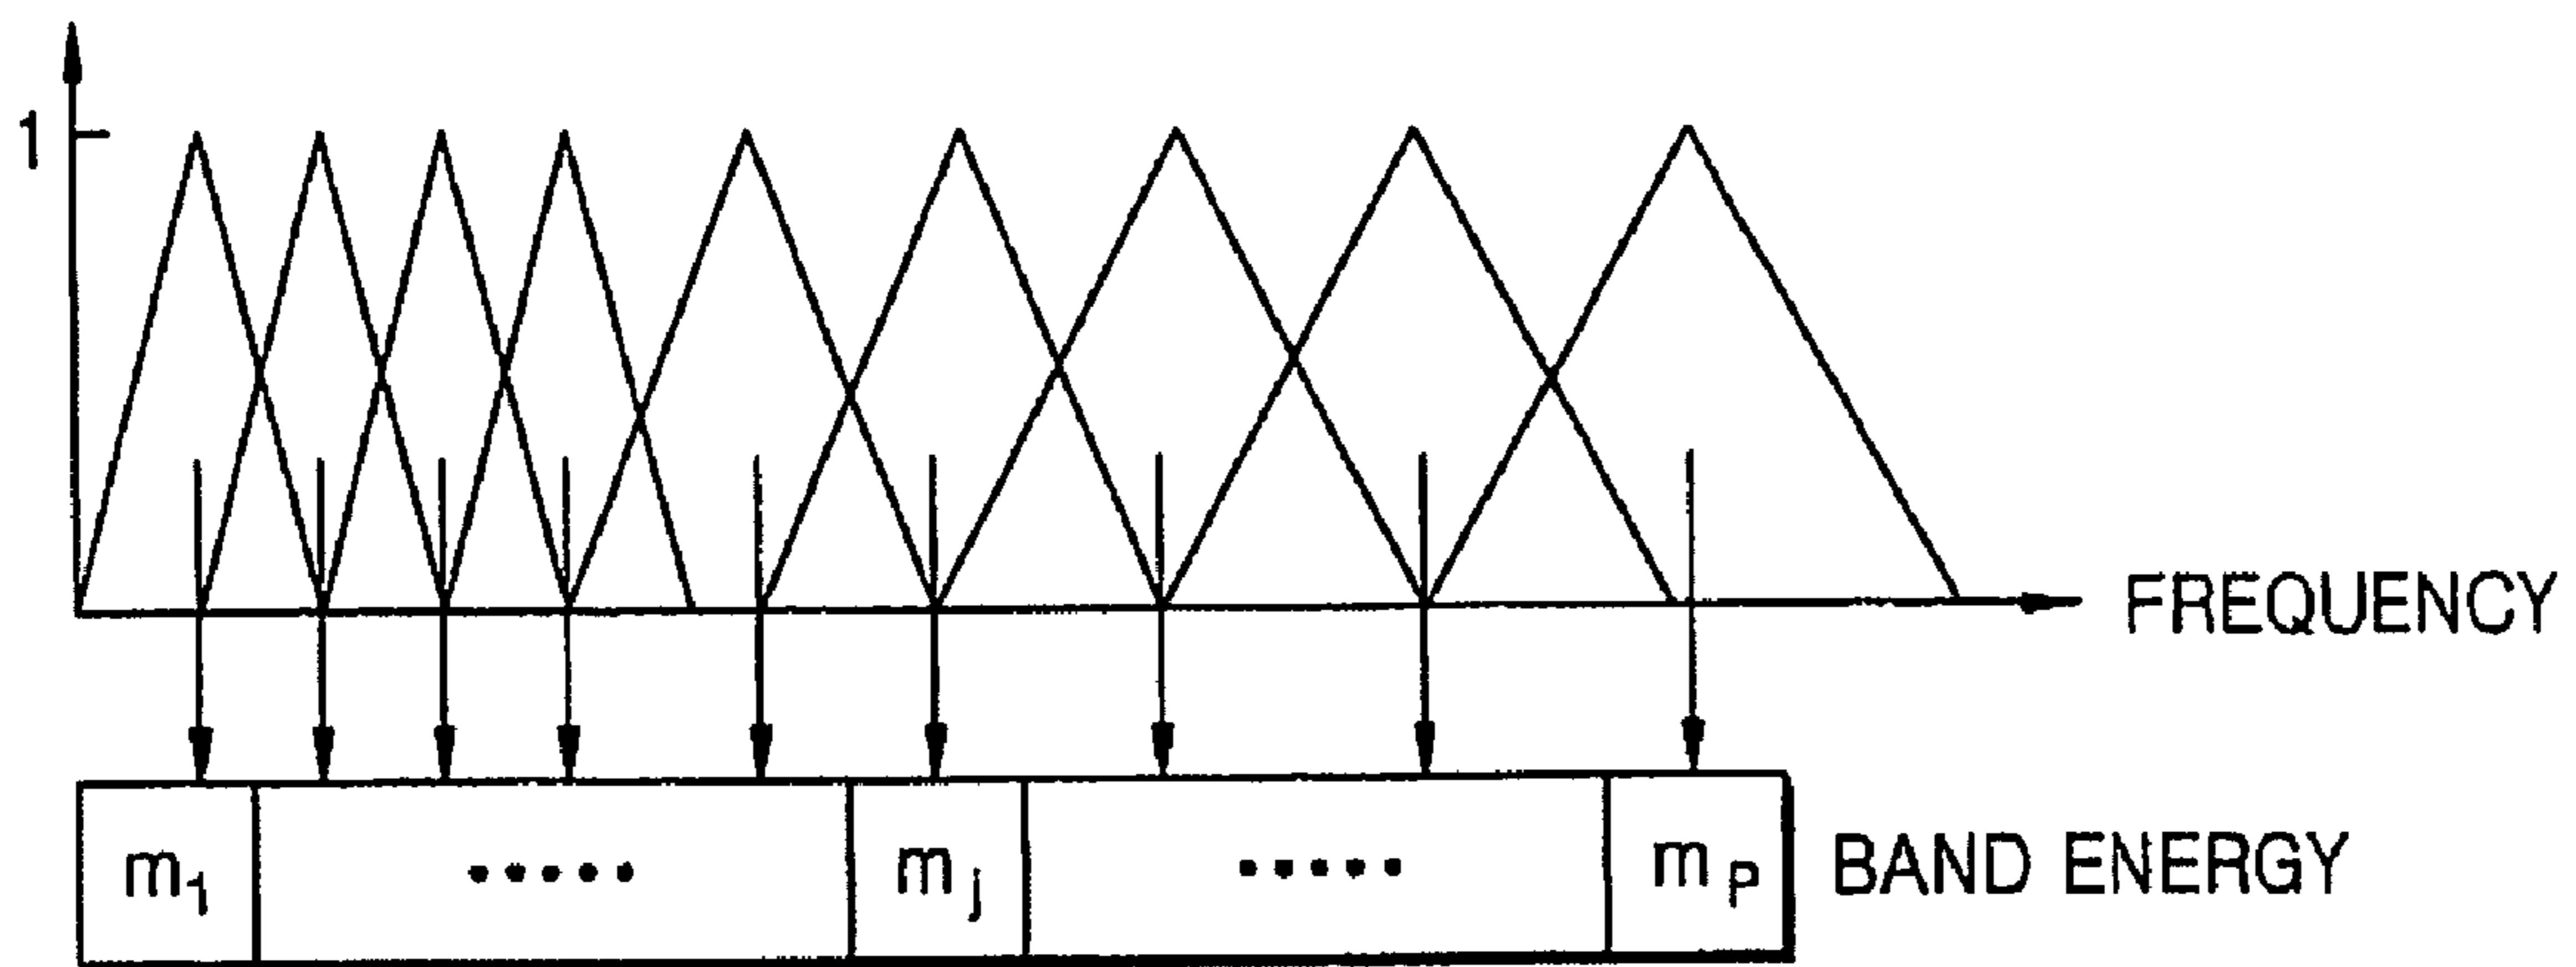 1
FREQUENCY
m1 ..... mj ..... mP BAND ENERGY